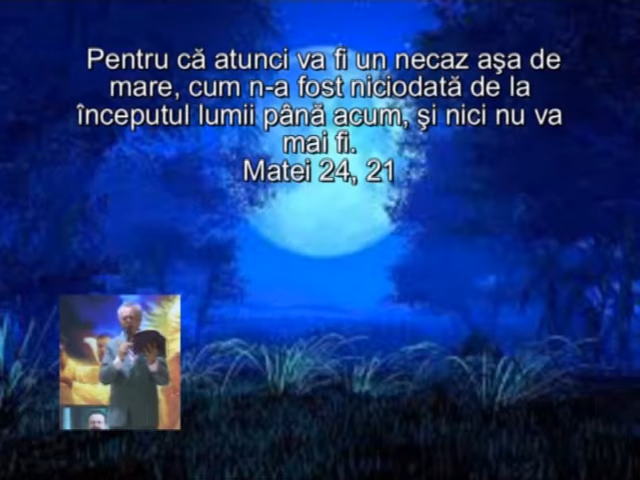 Pentru că atunci va fi un necaz aşa de
mare, cum n-a fost niciodată de la
începutul lumii până acum, şi nici nu va
mai fi.
Matei 24, 21